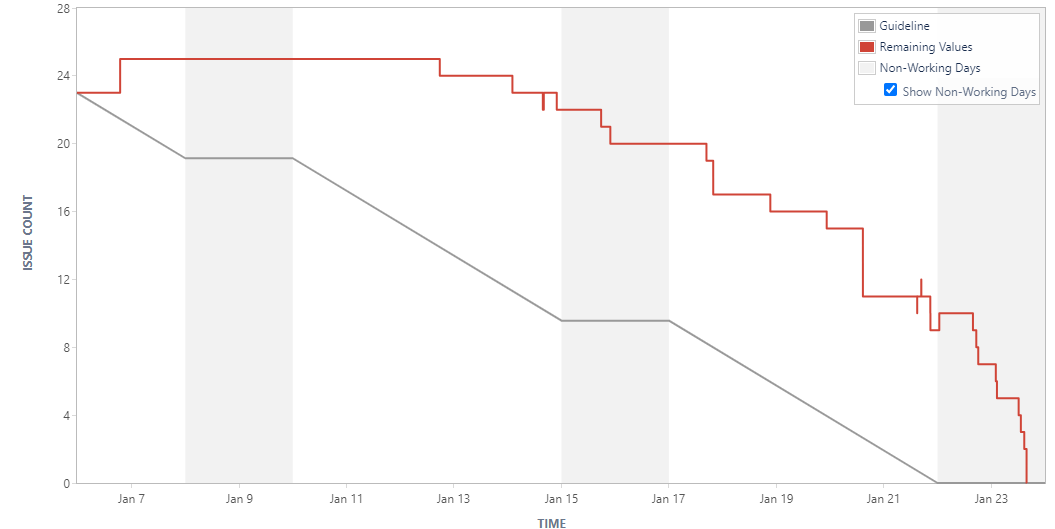 28
24
20
16
12
8
4
0
ISSUE COUNT
Guideline
Remaining Values
Non-Working Days
Show Non-Working Days
Jan 7 Jan 9 Jan 11 Jan 13 Jan 15 Jan 17 Jan 19 Jan 21 Jan 23
TIME